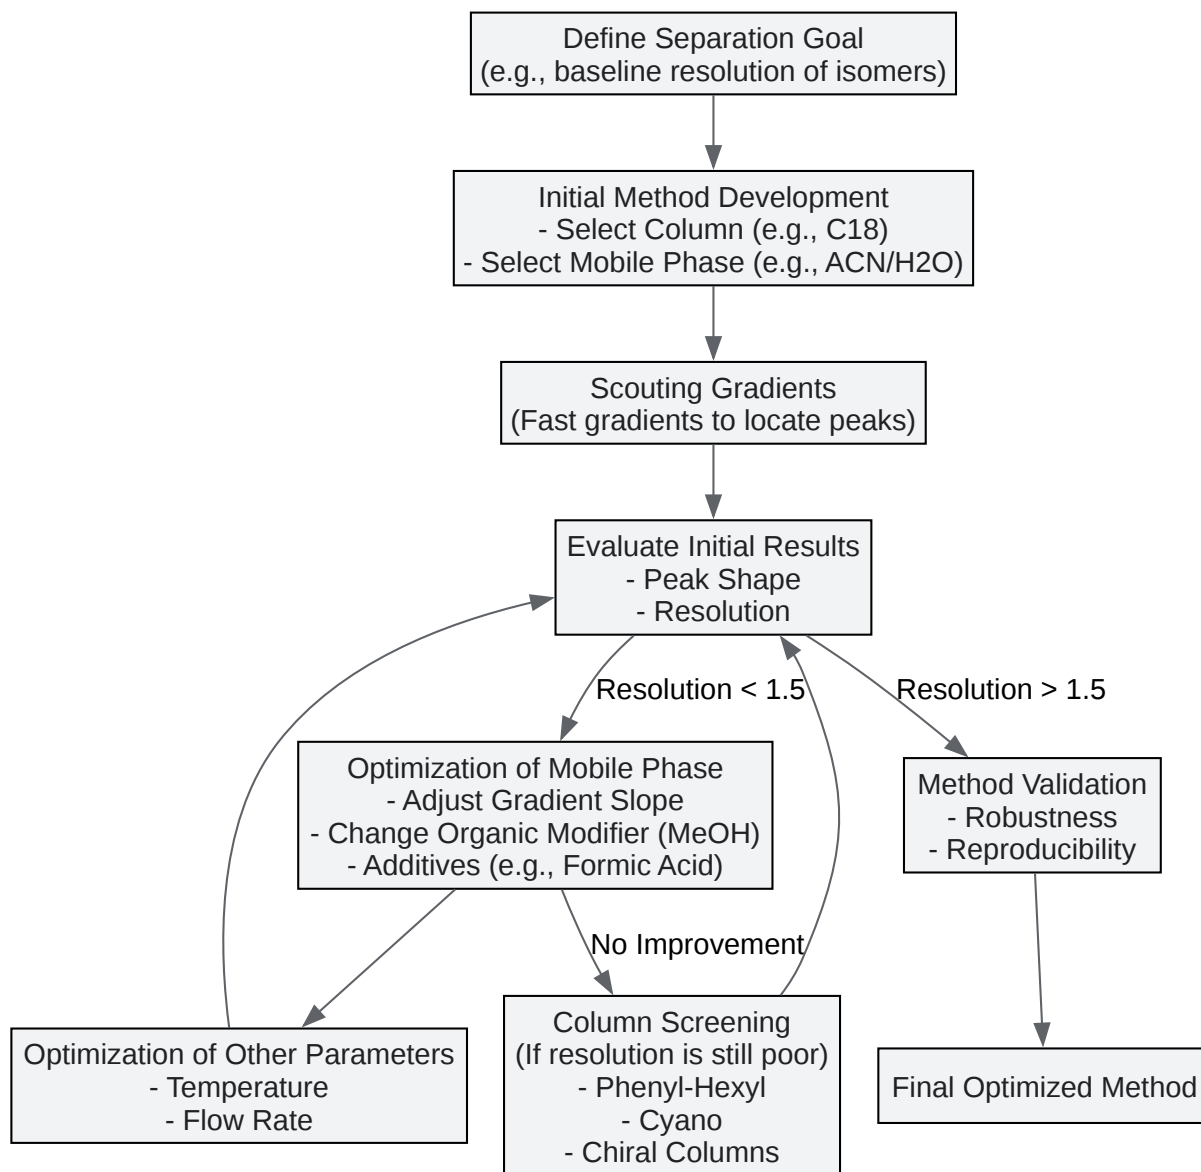 Define Separation Goal
(e.g., baseline resolution of isomers)
Initial Method Development
- Select Column (e.g., C18)
- Select Mobile Phase (e.g., ACN/H2O)
Scouting Gradients
(Fast gradients to locate peaks)
Evaluate Initial Results
- Peak Shape
- Resolution
Resolution < 1.5
Resolution > 1.5
Optimization of Mobile Phase
- Adjust Gradient Slope
- Change Organic Modifier (MeOH)
- Additives (e.g., Formic Acid)
Method Validation
- Robustness
- Reproducibility
No Improvement
Optimization of Other Parameters
- Temperature
- Flow Rate
Column Screening
(If resolution is still poor)
- Phenyl-Hexyl
- Cyano
- Chiral Columns
Final Optimized Method